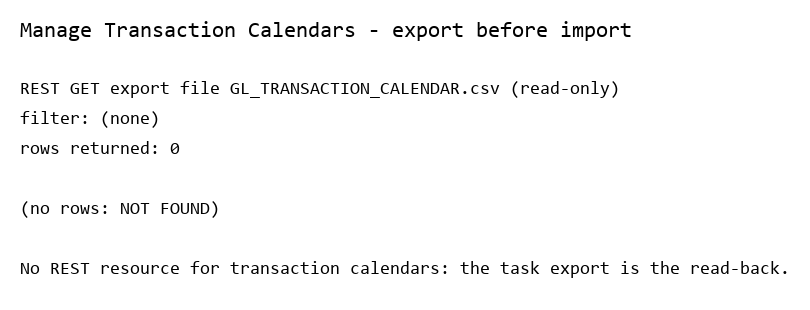 Manage Transaction Calendars - export before import
REST GET export file GL_TRANSACTION_CALENDAR.csv (read-only)
filter: (none)
rows returned: 0
(no rows: NOT FOUND)
No REST resource for transaction calendars: the task export is the read-back.